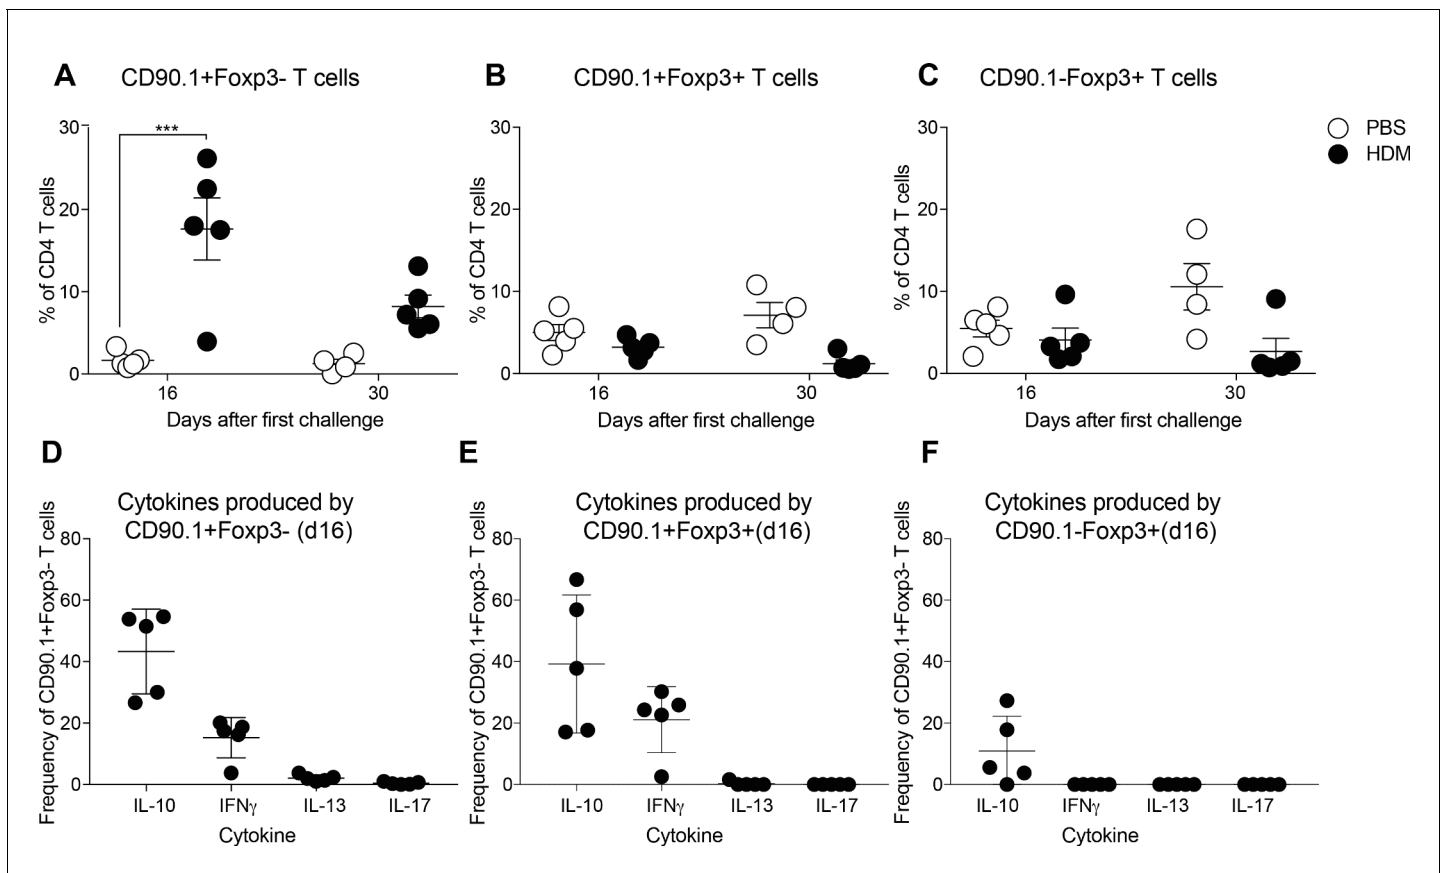 A
CD90.1+Foxp3- T cells
B
CD90.1+Foxp3+ T cells
C
CD90.1-Foxp3+ T cells
PBS
HDM
% of CD4 T cells
30
20
10
0
***
16
30
Days after first challenge
% of CD4 T cells
30
20
10
0
16
30
Days after first challenge
% of CD4 T cells
30
20
10
0
16
30
Days after first challenge
D
Cytokines produced by
CD90.1+Foxp3- (d16)
Frequency of CD90.1+Foxp3- T cells
80
60
40
20
0
IL-10
IFNγ
IL-13
IL-17
Cytokine
E
Cytokines produced by
CD90.1+Foxp3+(d16)
Frequency of CD90.1+Foxp3- T cells
80
60
40
20
0
IL-10
IFNγ
IL-13
IL-17
Cytokine
F
Cytokines produced by
CD90.1-Foxp3+(d16)
Frequency of CD90.1+Foxp3- T cells
80
60
40
20
0
IL-10
IFNγ
IL-13
IL-17
Cytokine